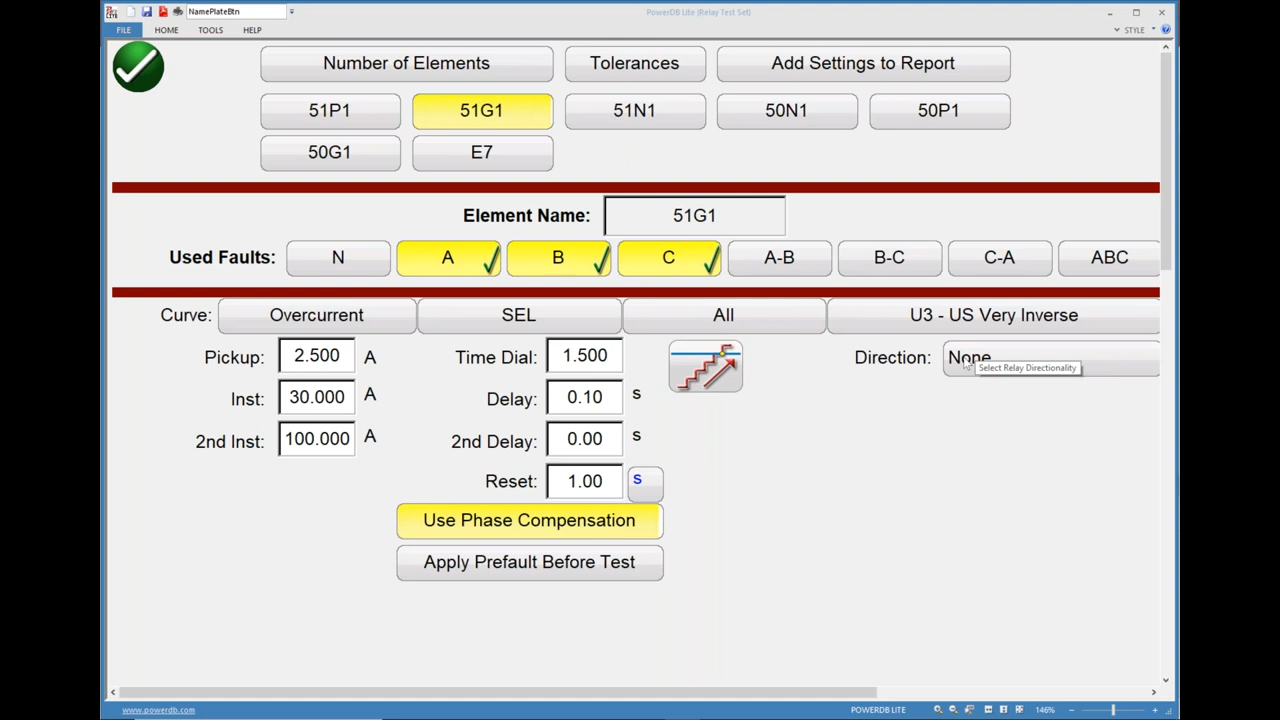 NamePlateBtn
PowerDB Lite (Relay Test Set)
FILE HOME TOOLS HELP STYLE
Number of Elements Tolerances Add Settings to Report
51P1 51G1 51N1 50N1 50P1
50G1 E7
Element Name: 51G1
Used Faults: N A B C A-B B-C C-A ABC
Curve: Overcurrent SEL All U3 - US Very Inverse
Pickup: 2.500 A Time Dial: 1.500 Direction: None
Select Relay Directionality
Inst: 30.000 A Delay: 0.10 s
2nd Inst: 100.000 A 2nd Delay: 0.00 s
Reset: 1.00 s
Use Phase Compensation
Apply Prefault Before Test
www.powerdb.com POWERDB LITE 146%